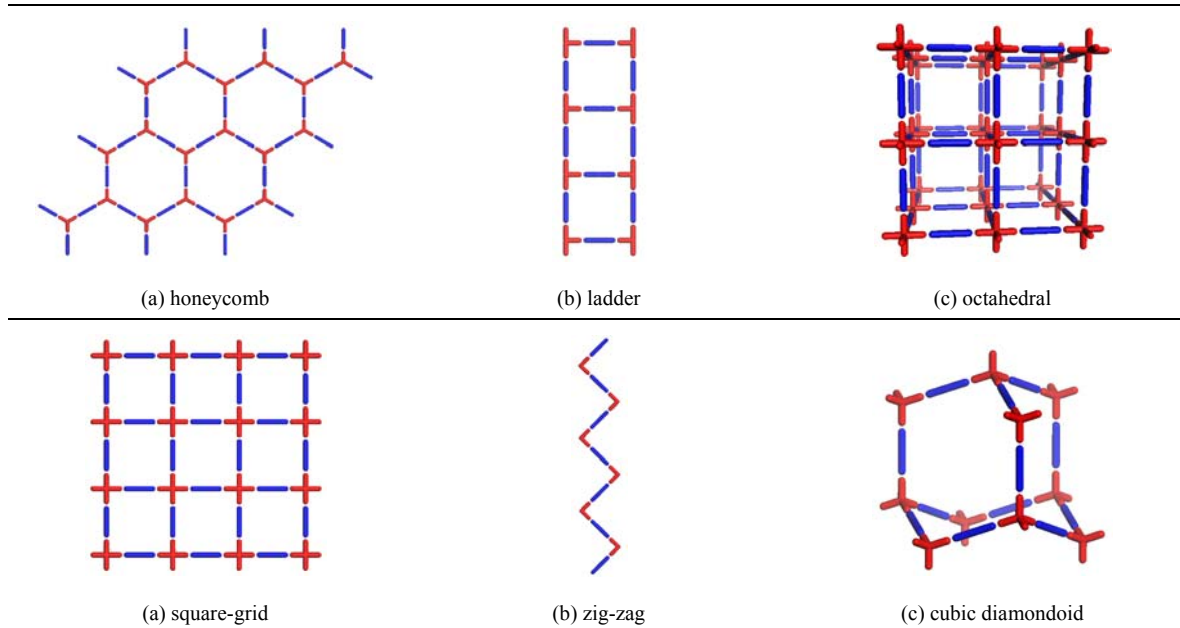 (a) honeycomb
(b) ladder
(c) octahedral
(a) square-grid
(b) zig-zag
(c) cubic diamondoid